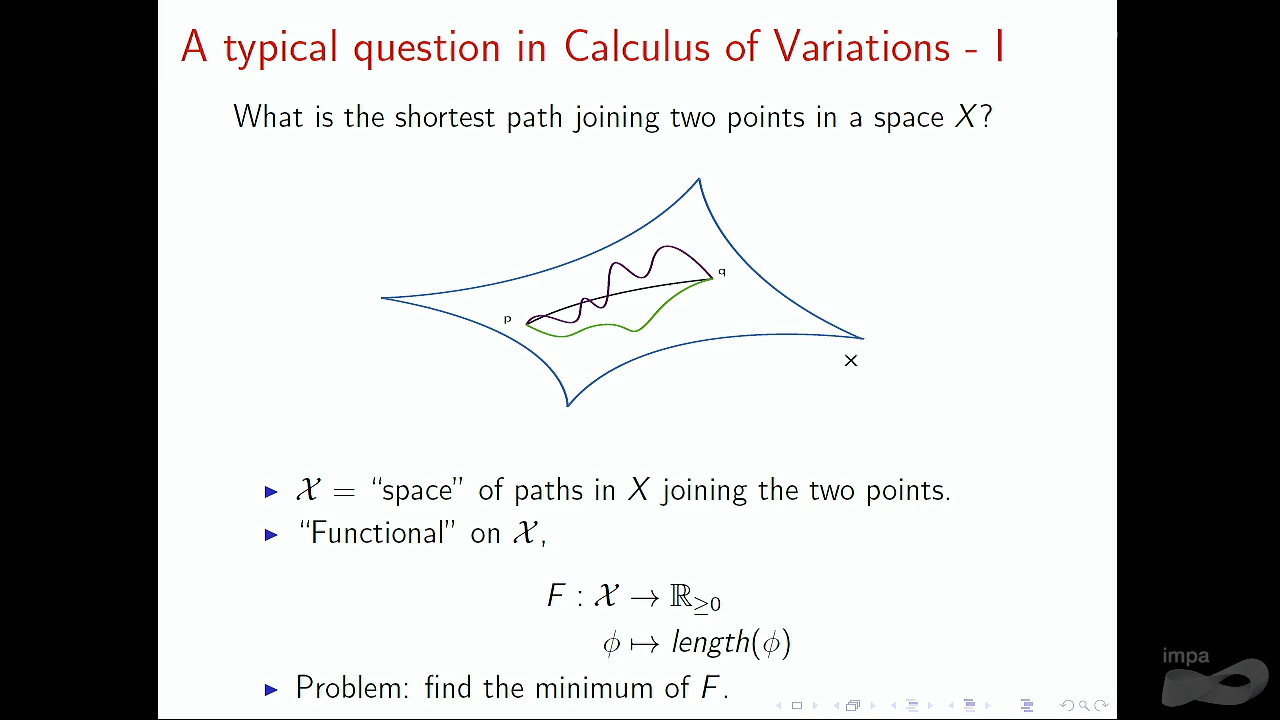 A typical question in Calculus of Variations - I
What is the shortest path joining two points in a space X?
q
p
X
▶ 𝒳 = “space” of paths in X joining the two points.
▶ “Functional” on 𝒳,
F : 𝒳 → ℝ≥0
ϕ ↦ length(ϕ)
▶ Problem: find the minimum of F.
impa